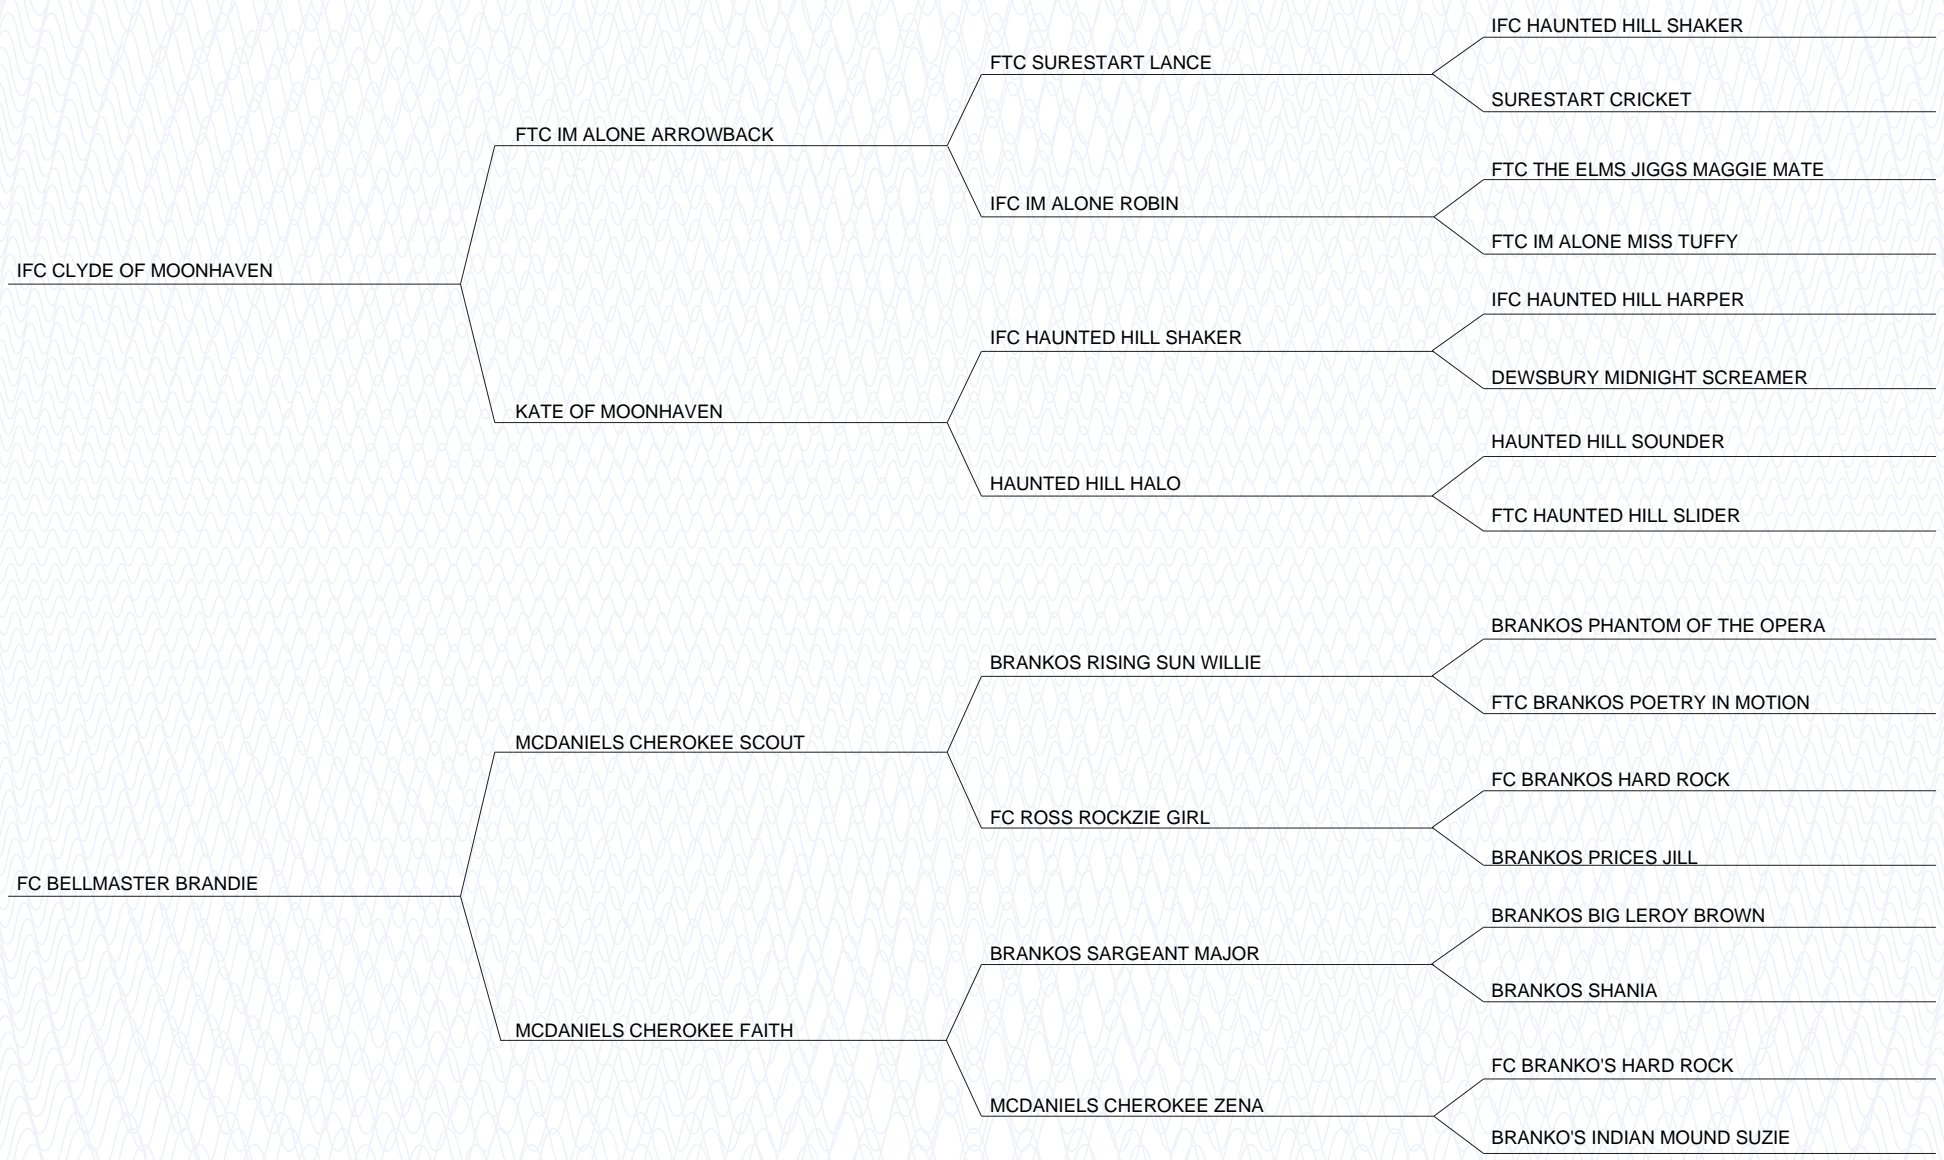 IFC HAUNTED HILL SHAKER
FTC SURESTART LANCE
SURESTART CRICKET
FTC IM ALONE ARROWBACK
FTC THE ELMS JIGGS MAGGIE MATE
IFC IM ALONE ROBIN
FTC IM ALONE MISS TUFFY
IFC CLYDE OF MOONHAVEN
IFC HAUNTED HILL HARPER
IFC HAUNTED HILL SHAKER
DEWSBURY MIDNIGHT SCREAMER
KATE OF MOONHAVEN
HAUNTED HILL SOUNDER
HAUNTED HILL HALO
FTC HAUNTED HILL SLIDER
BRANKOS PHANTOM OF THE OPERA
BRANKOS RISING SUN WILLIE
FTC BRANKOS POETRY IN MOTION
MCDANIELS CHEROKEE SCOUT
FC BRANKOS HARD ROCK
FC ROSS ROCKZIE GIRL
BRANKOS PRICES JILL
FC BELLMASTER BRANDIE
BRANKOS BIG LEROY BROWN
BRANKOS SARGEANT MAJOR
BRANKOS SHANIA
MCDANIELS CHEROKEE FAITH
FC BRANKO'S HARD ROCK
MCDANIELS CHEROKEE ZENA
BRANKO'S INDIAN MOUND SUZIE